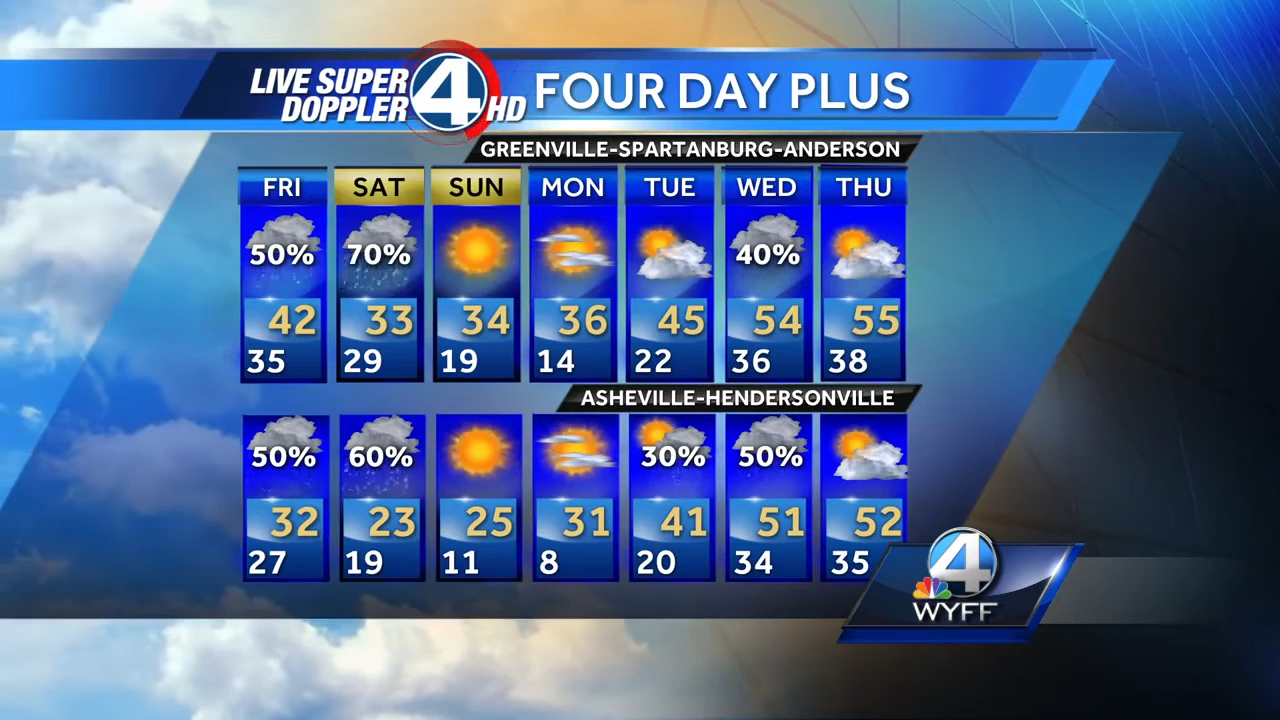 LIVE SUPER
DOPPLER 4 HD FOUR DAY PLUS
GREENVILLE-SPARTANBURG-ANDERSON
FRI SAT SUN MON TUE WED THU
50% 70% 40%
42 33 34 36 45 54 55
35 29 19 14 22 36 38
ASHEVILLE-HENDERSONVILLE
50% 60% 30% 50%
32 23 25 31 41 51 52
27 19 11 8 20 34 35
4
WYFF